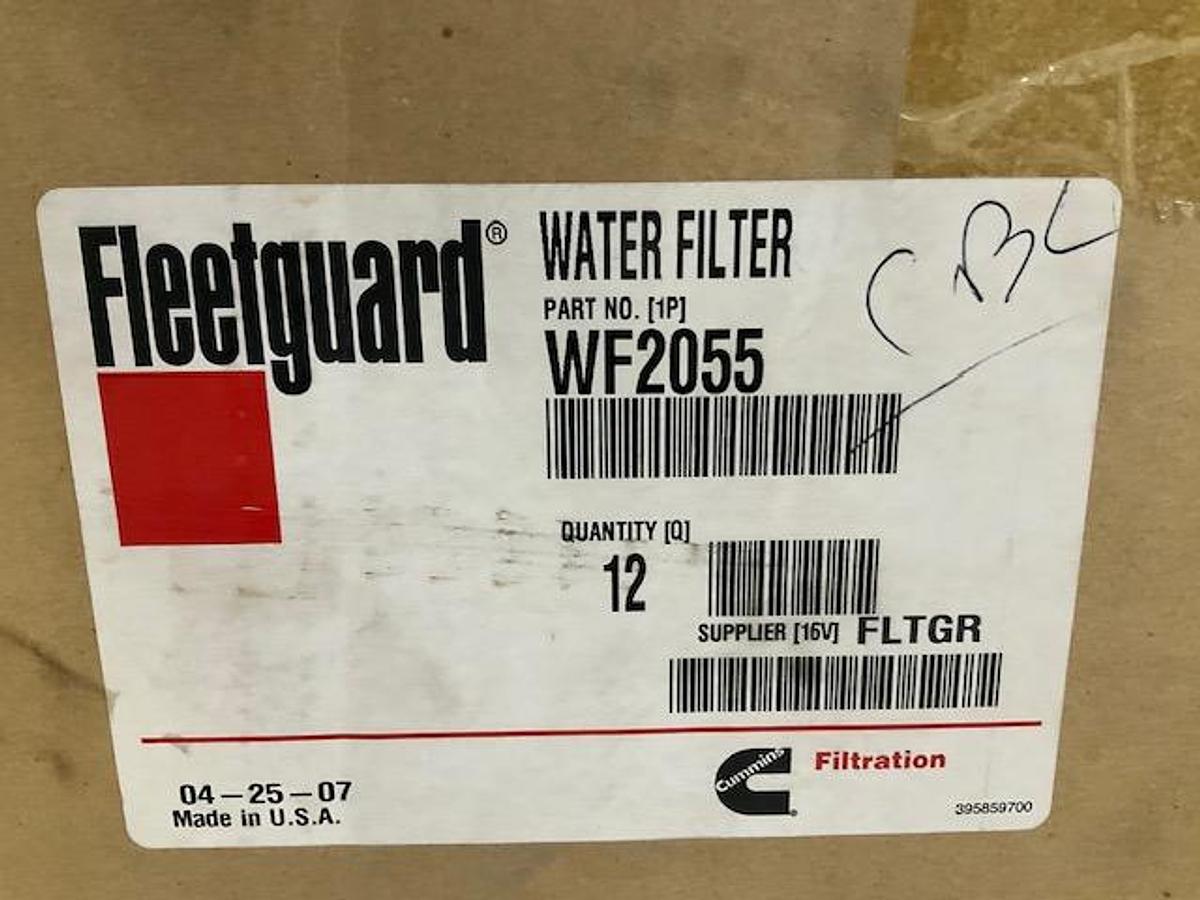 Fleetguard®
WATER FILTER
PART NO. [1P]
WF2055
CBL
QUANTITY [Q]
12
SUPPLIER [16V] FLTGR
Cummins
Filtration
04-25-07
Made in U.S.A.
395859700